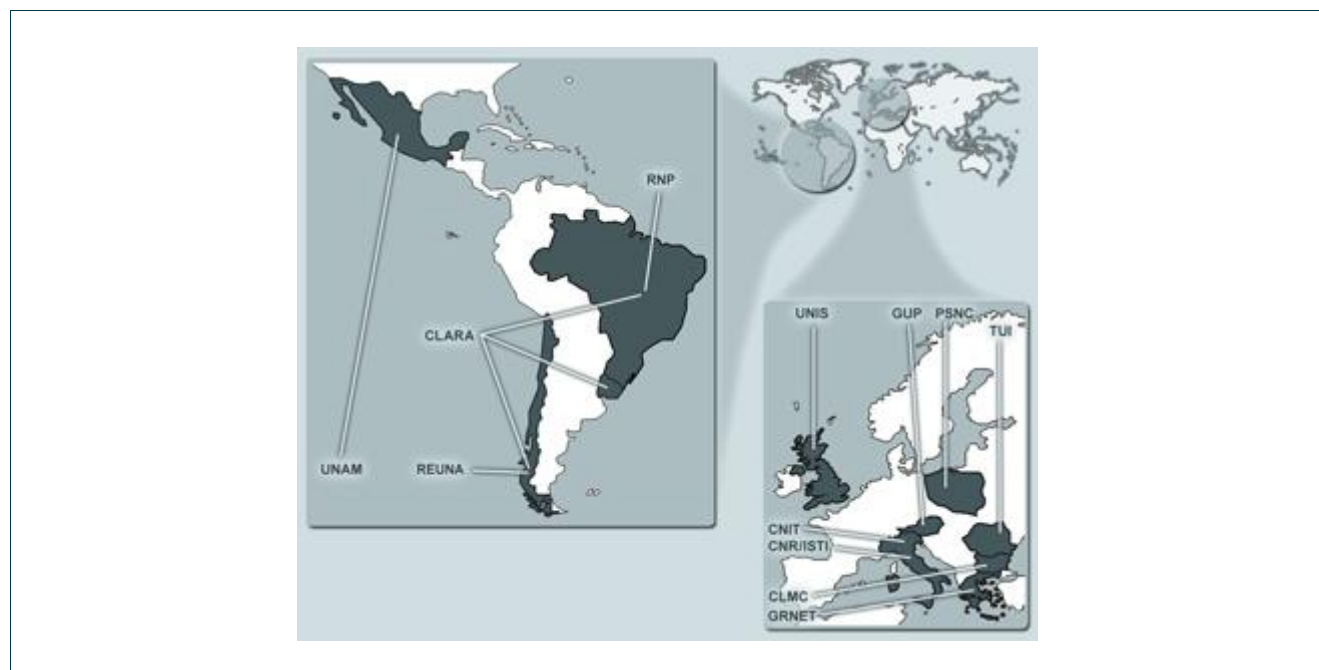 RNP
CLARA
UNAM
REUNA
UNIS
GUP
PSNC
TUI
CNIT
CNR/ISTI
CLMC
GRNET